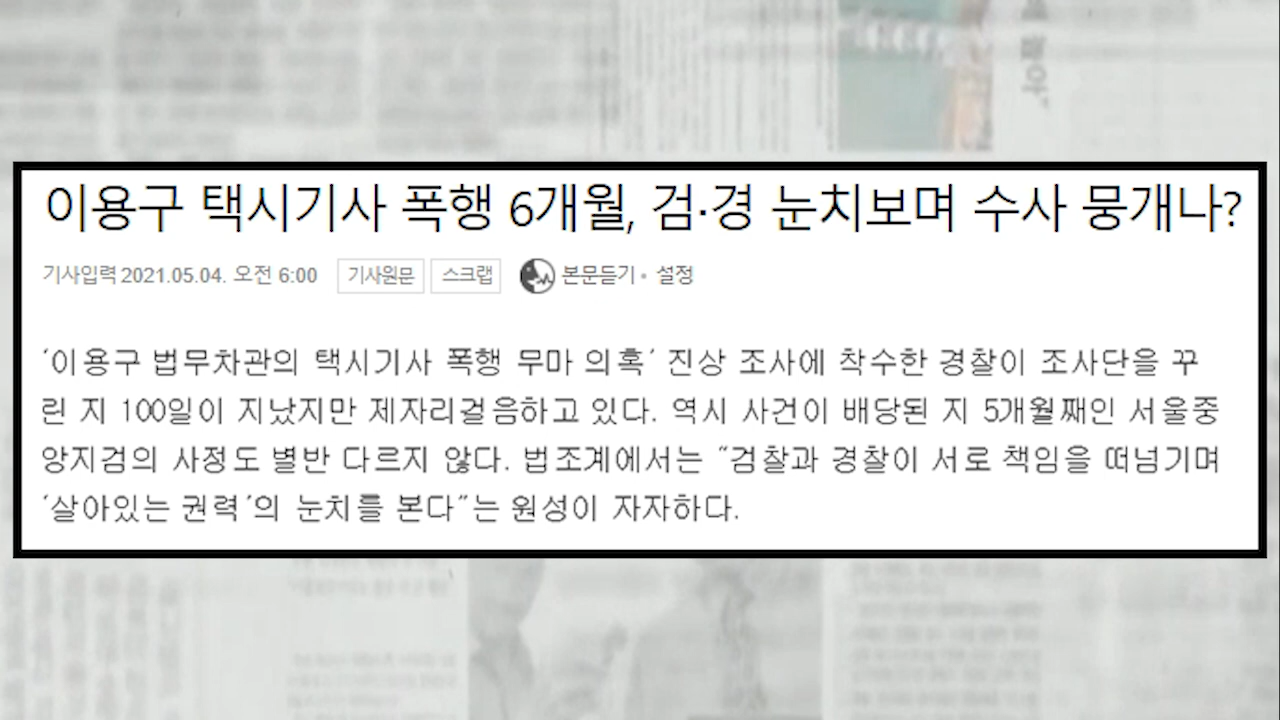 이용구 택시기사 폭행 6개월, 검·경 눈치보며 수사 뭉개나?
기사입력 2021.05.04. 오전 6:00 기사원문 스크랩 본문듣기 • 설정
'이용구 법무차관의 택시기사 폭행 무마 의혹' 진상 조사에 착수한 경찰이 조사단을 꾸
린 지 100일이 지났지만 제자리걸음하고 있다. 역시 사건이 배당된 지 5개월째인 서울중
앙지검의 사정도 별반 다르지 않다. 법조계에서는 "검찰과 경찰이 서로 책임을 떠넘기며
'살아있는 권력'의 눈치를 본다"는 원성이 자자하다.